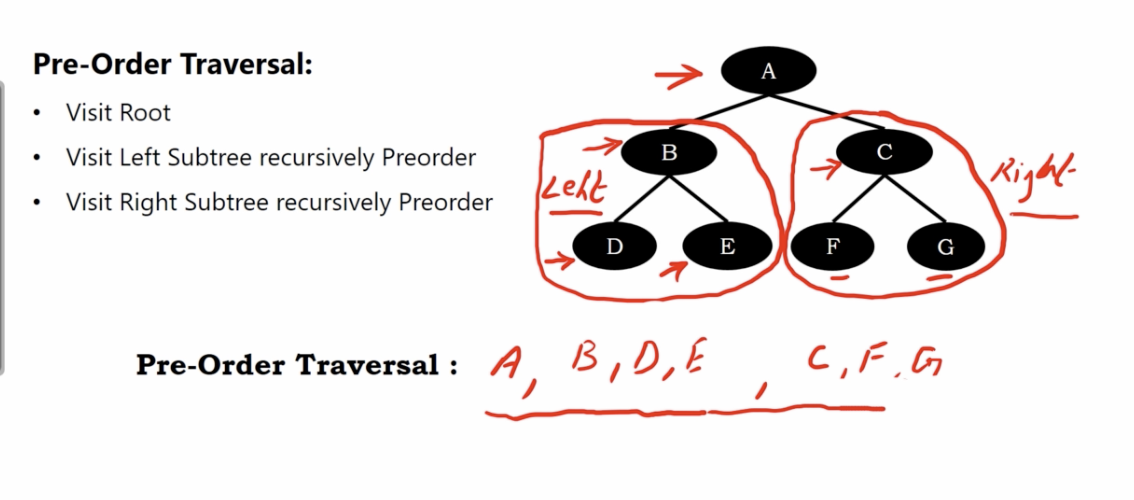 Pre-Order Traversal:
• Visit Root
• Visit Left Subtree recursively Preorder
• Visit Right Subtree recursively Preorder
A
B
C
Left
Right
D
E
F
G
Pre-Order Traversal : A, B, D, E , C, F. G